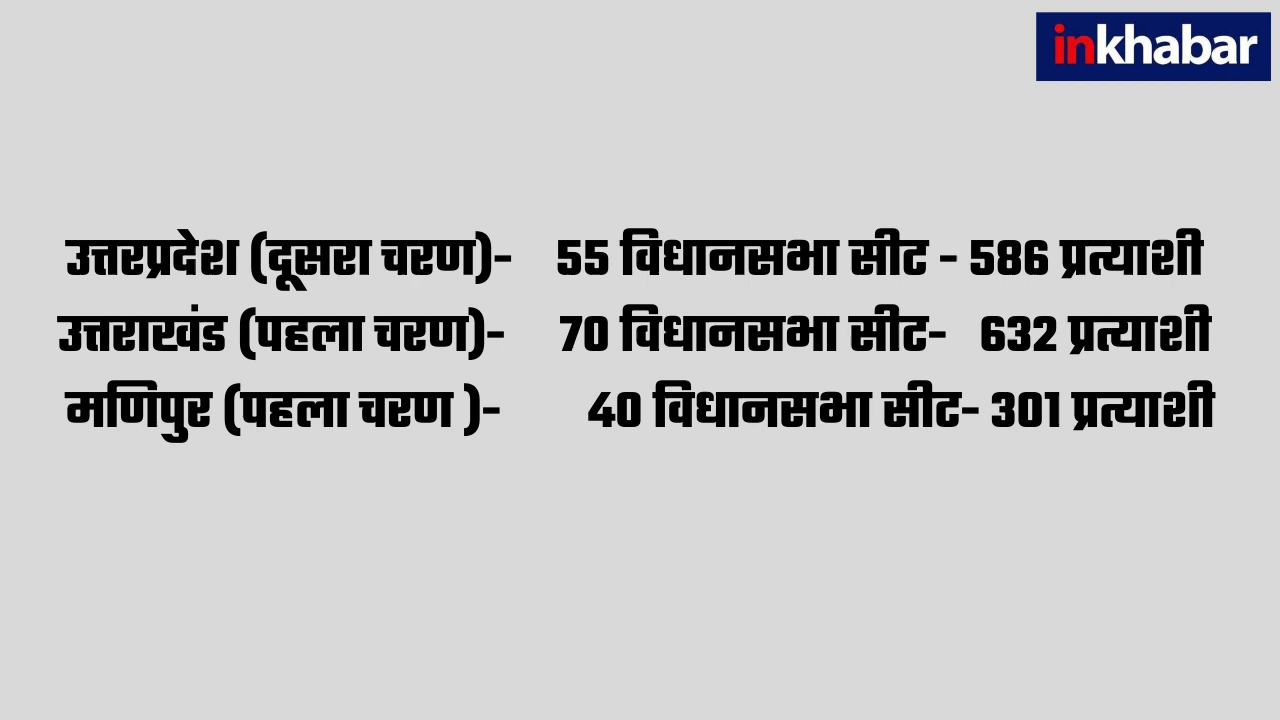 inkhabar
उत्तरप्रदेश (दूसरा चरण)- 55 विधानसभा सीट - 586 प्रत्याशी
उत्तराखंड (पहला चरण)- 70 विधानसभा सीट- 632 प्रत्याशी
मणिपुर (पहला चरण )- 40 विधानसभा सीट- 301 प्रत्याशी